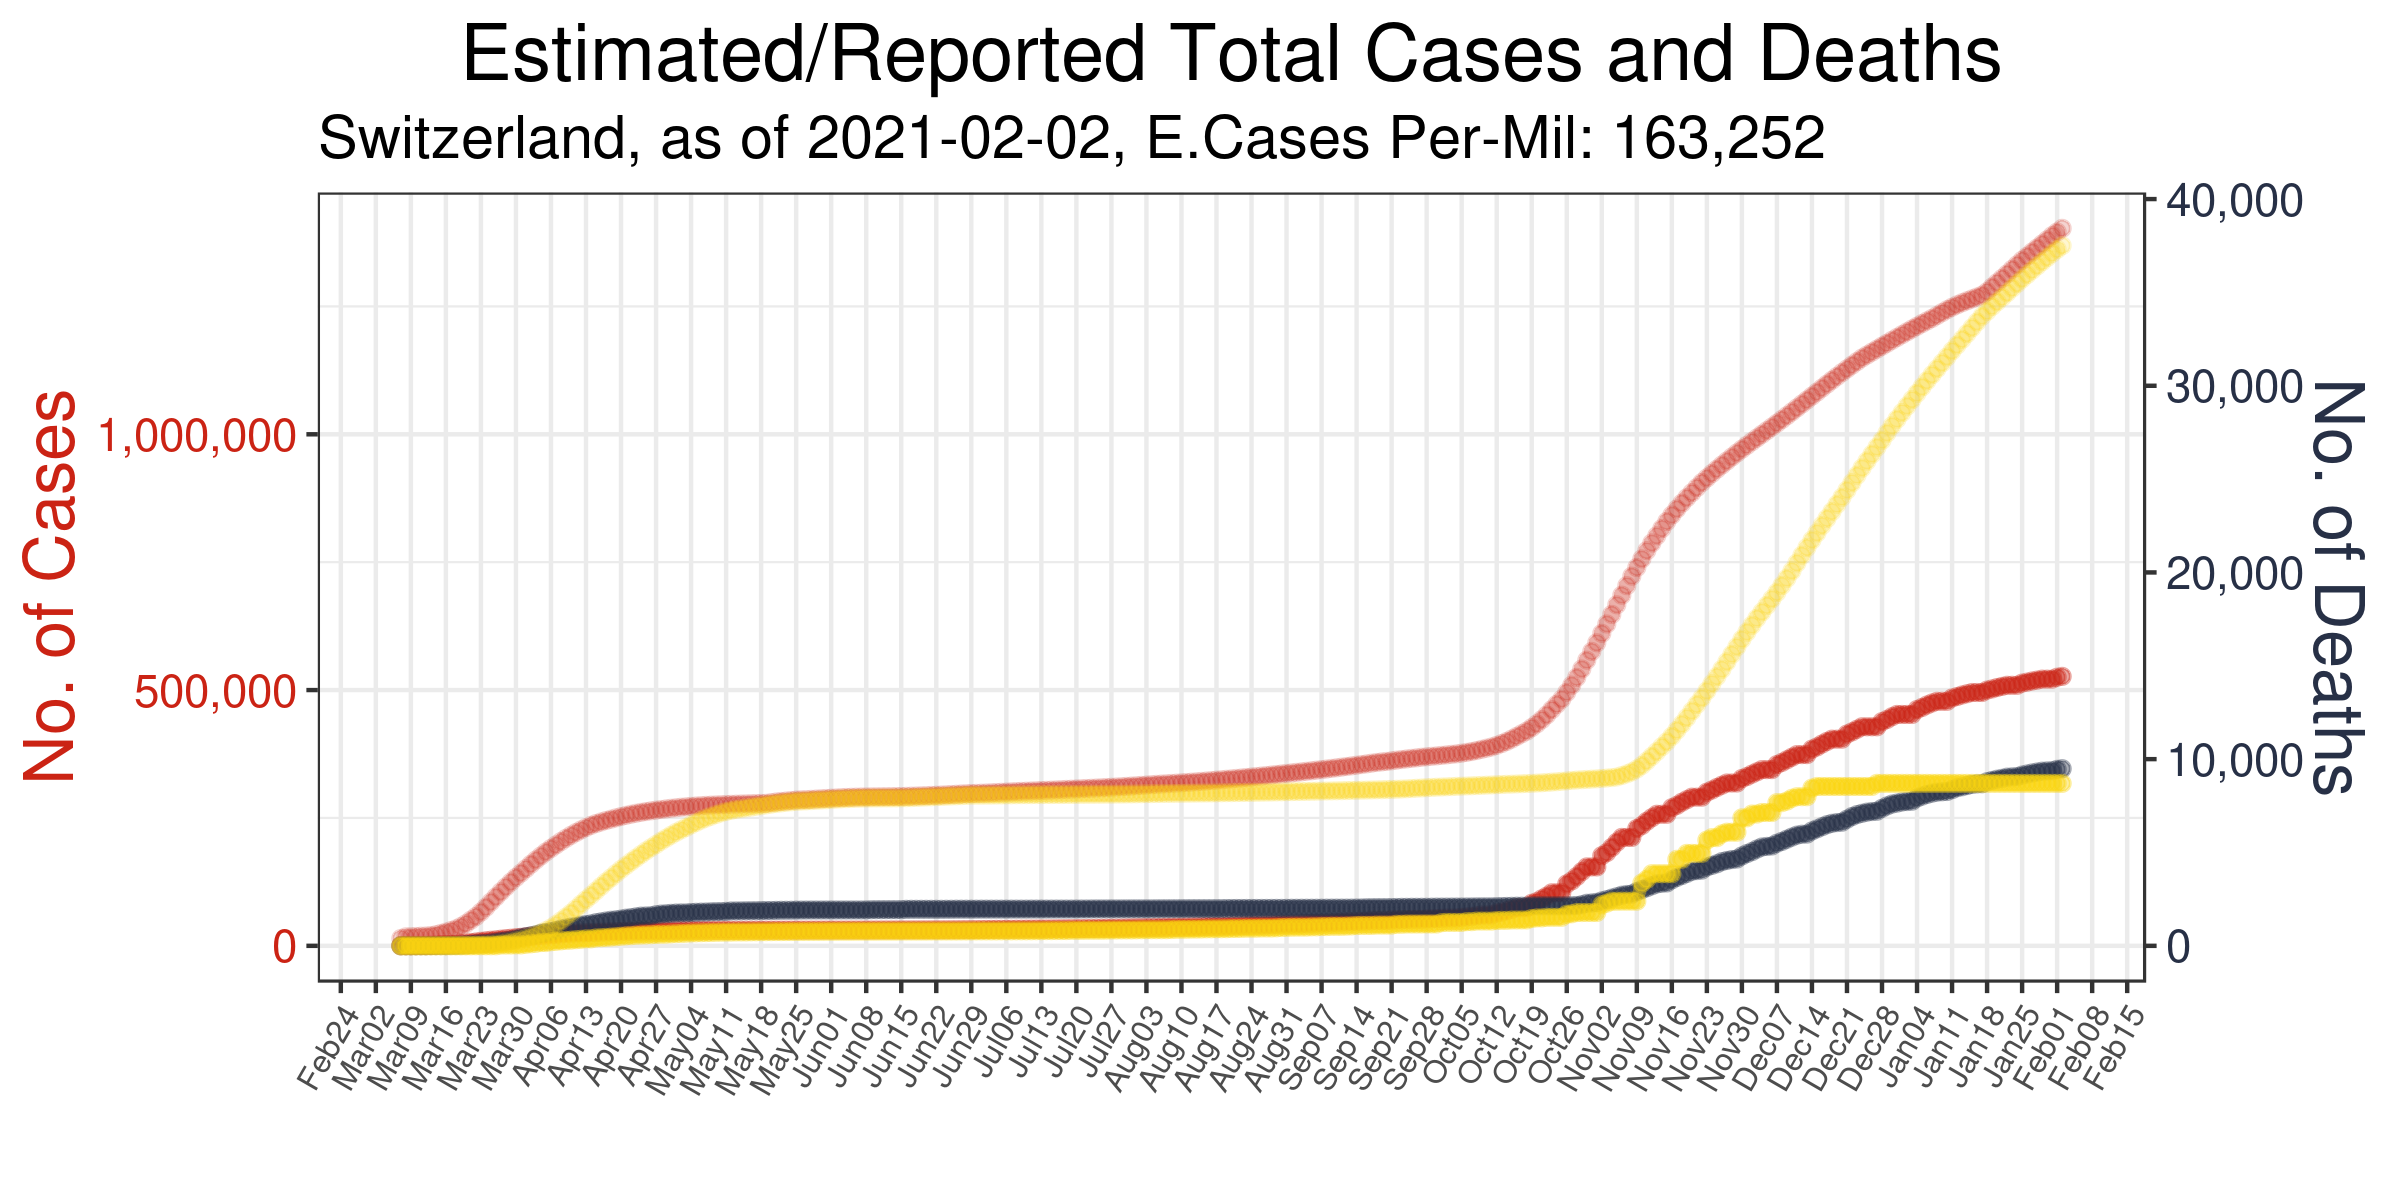 Estimated/Reported Total Cases and Deaths
Switzerland, as of 2021-02-02, E.Cases Per-Mil: 163,252
No. of Cases
1,000,000
500,000
0
40,000
30,000
20,000
10,000
0
No. of Deaths
Feb24
Mar02
Mar09
Mar16
Mar23
Mar30
Apr06
Apr13
Apr20
Apr27
May04
May11
May18
May25
Jun01
Jun08
Jun15
Jun22
Jun29
Jul06
Jul13
Jul20
Jul27
Aug03
Aug10
Aug17
Aug24
Aug31
Sep07
Sep14
Sep21
Sep28
Oct05
Oct12
Oct19
Oct26
Nov02
Nov09
Nov16
Nov23
Nov30
Dec07
Dec14
Dec21
Dec28
Jan04
Jan11
Jan18
Jan25
Feb01
Feb08
Feb15